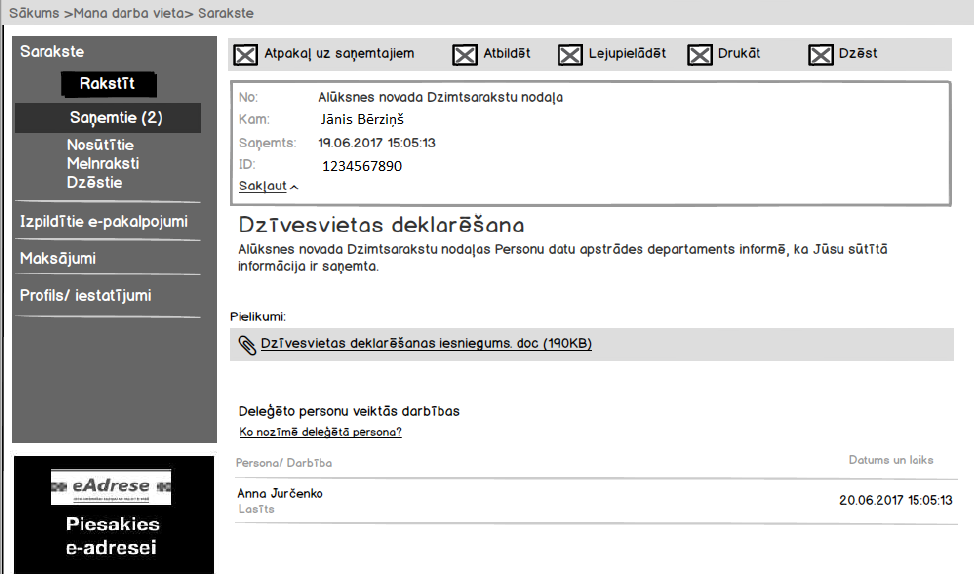 Sākums >Mana darba vieta> Sarakste
Sarakste
Rakstīt
Saņemtie (2)
Nosūtītie
Melnraksti
Dzēstie
Izpildītie e-pakalpojumi
Maksājumi
Profils/ iestatījumi
eAdrese
Piesakies
e-adresei
Atpakaļ uz saņemtajiem Atbildēt Lejupielādēt Drukāt Dzēst
No: Alūksnes novada Dzimtsarakstu nodaļa
Kam: Jānis Bērziņš
Saņemts: 19.06.2017 15:05:13
ID: 1234567890
Sakļaut
Dzīvesvietas deklarēšana
Alūksnes novada Dzimtsarakstu nodaļas Personu datu apstrādes departaments informē, ka Jūsu sūtītā
informācija ir saņemta.
Pielikumi:
Dzīvesvietas deklarēšanas iesniegums. doc (190KB)
Deleģēto personu veiktās darbības
Ko nozīmē deleģētā persona?
Persona/ Darbība Datums un laiks
Anna Jurčenko 20.06.2017 15:05:13
Lasīts